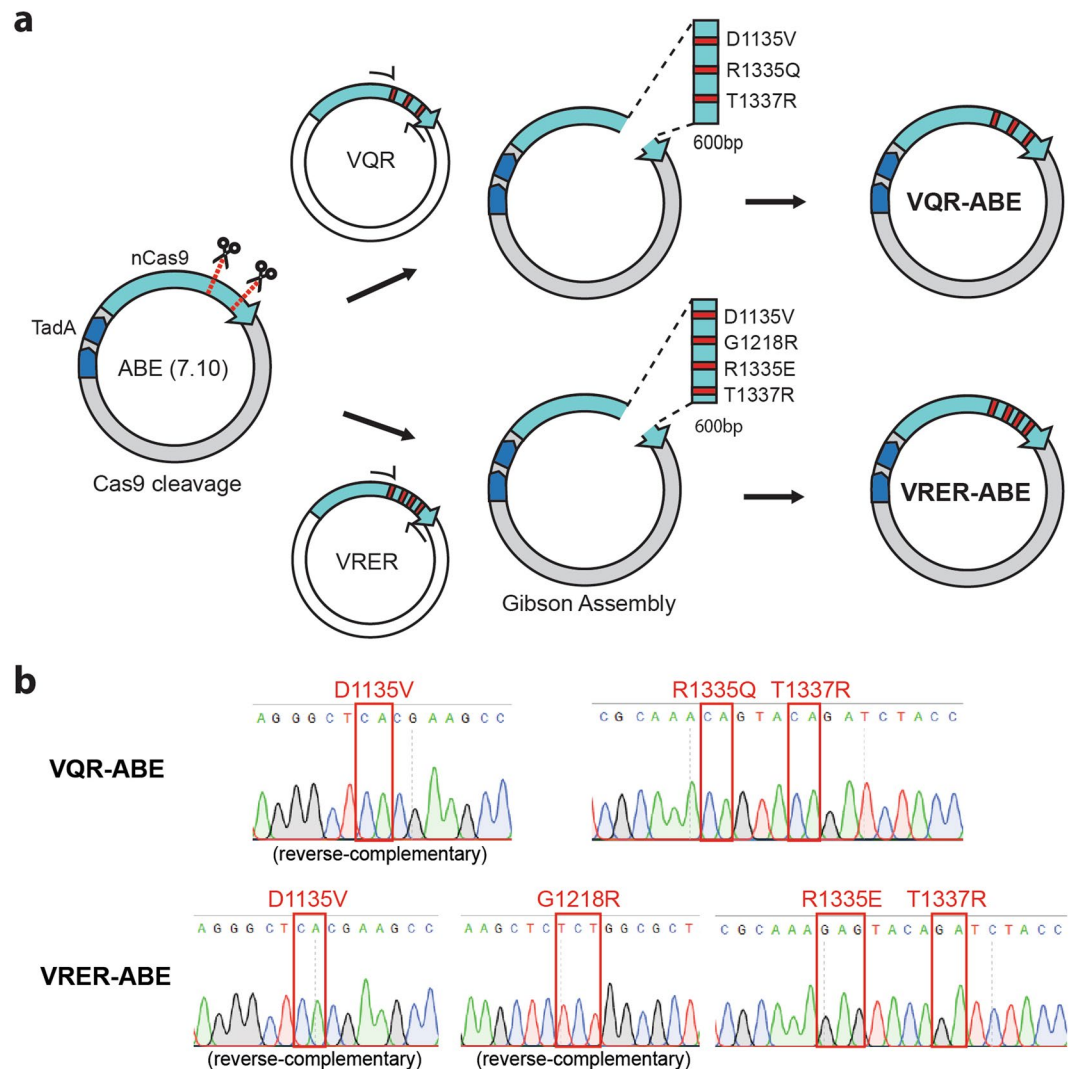 a
D1135V
R1335Q
T1337R
600bp
VQR
VQR-ABE
nCas9
TadA
ABE (7.10)
Cas9 cleavage
D1135V
G1218R
R1335E
T1337R
600bp
VRER
VRER-ABE
Gibson Assembly
b
D1135V
R1335Q T1337R
A G G G C T C A C G A A G C C
C G C A A A C A G T A C A G A T C T A C C
VQR-ABE
(reverse-complementary)
D1135V
G1218R
R1335E T1337R
A G G G C T C A C G A A G C C
A A G C T C T C T G G C G C T
C G C A A A G A G T A C A G A T C T A C C
VRER-ABE
(reverse-complementary)
(reverse-complementary)